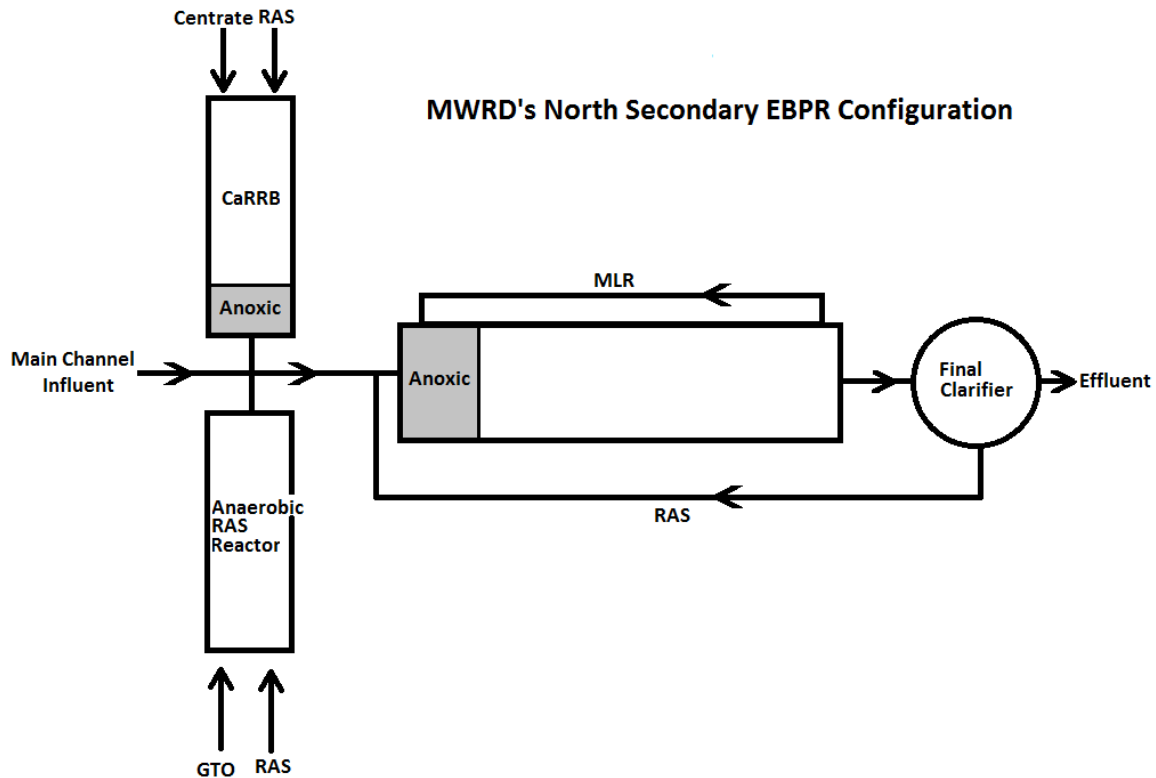 Centrate RAS
MWRD's North Secondary EBPR Configuration
CaRRB
Anoxic
MLR
Main Channel
Influent
Anoxic
Final
Clarifier
Effluent
Anaerobic
RAS
Reactor
RAS
GTO RAS